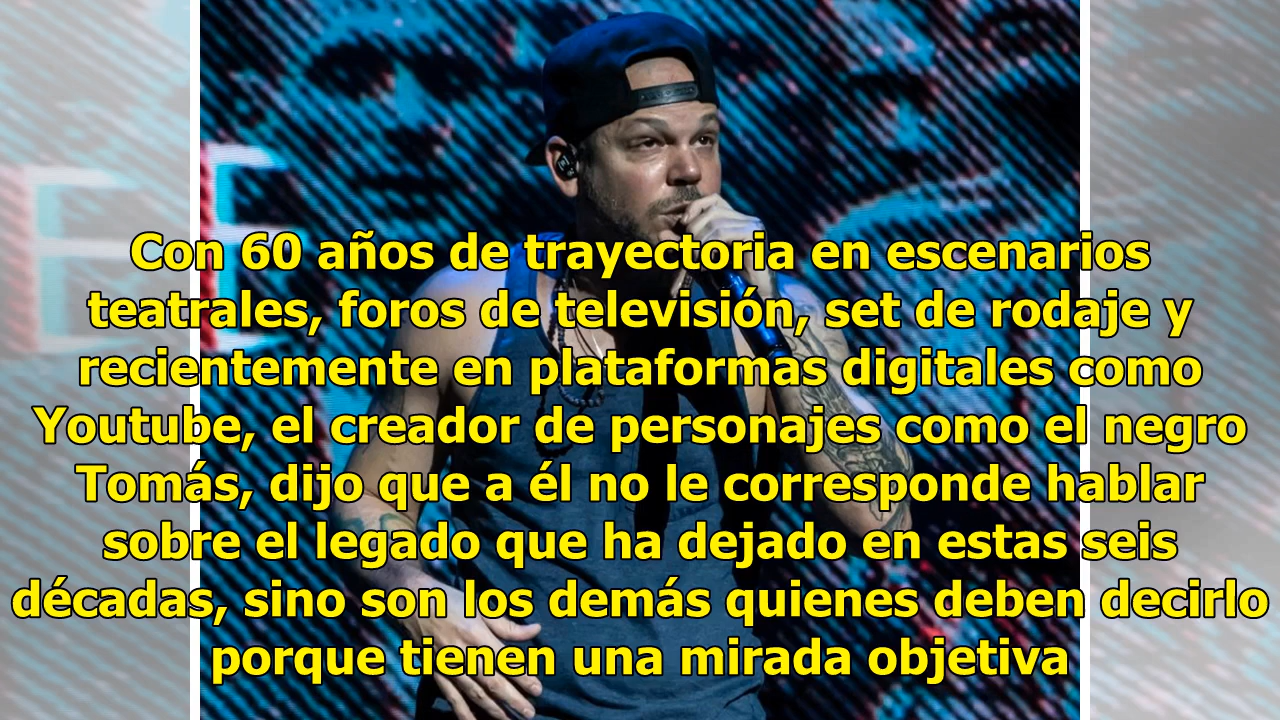 Con 60 años de trayectoria en escenarios
teatrales, foros de televisión, set de rodaje y
recientemente en plataformas digitales como
Youtube, el creador de personajes como el negro
Tomás, dijo que a él no le corresponde hablar
sobre el legado que ha dejado en estas seis
décadas, sino son los demás quienes deben decirlo
porque tienen una mirada objetiva